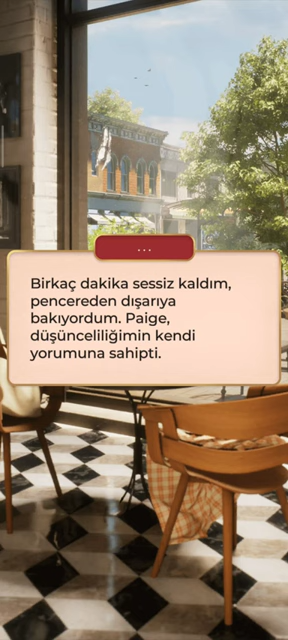 ...
Birkaç dakika sessiz kaldım,
pencereden dışarıya
bakıyordum. Paige,
düşünceliliğimin kendi
yorumuna sahipti.